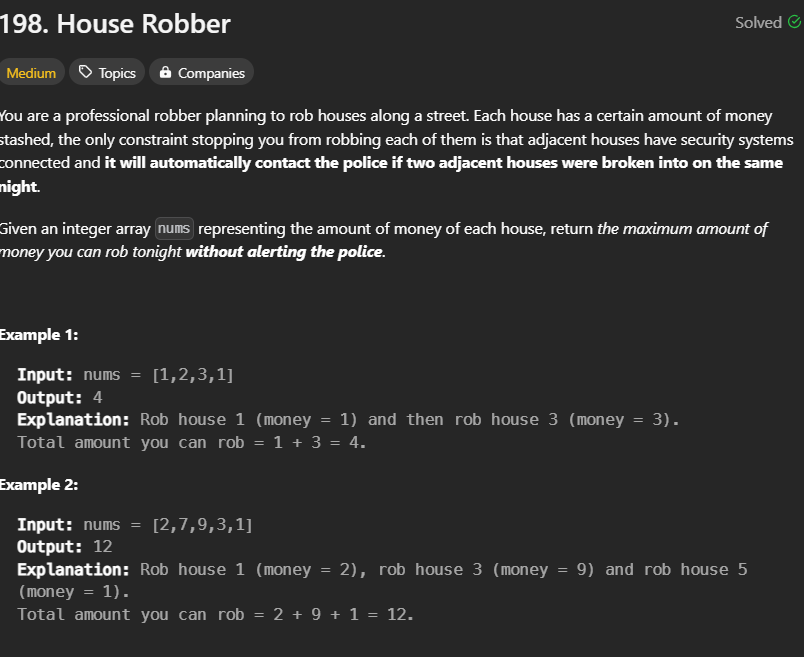 198. House Robber
Solved
Medium
Topics
Companies
You are a professional robber planning to rob houses along a street. Each house has a certain amount of money
stashed, the only constraint stopping you from robbing each of them is that adjacent houses have security systems
connected and it will automatically contact the police if two adjacent houses were broken into on the same
night.
Given an integer array nums representing the amount of money of each house, return the maximum amount of
money you can rob tonight without alerting the police.
Example 1:
Input: nums = [1,2,3,1]
Output: 4
Explanation: Rob house 1 (money = 1) and then rob house 3 (money = 3).
Total amount you can rob = 1 + 3 = 4.
Example 2:
Input: nums = [2,7,9,3,1]
Output: 12
Explanation: Rob house 1 (money = 2), rob house 3 (money = 9) and rob house 5
(money = 1).
Total amount you can rob = 2 + 9 + 1 = 12.